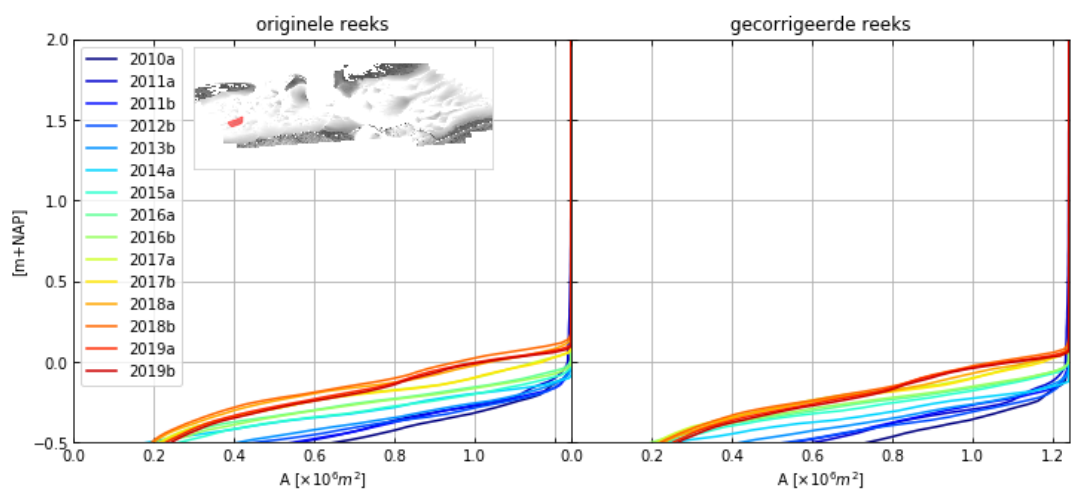 originele reeks
gecorrigeerde reeks
2.0
1.5
1.0
0.5
0.0
−0.5
[m+NAP]
2010a
2011a
2011b
2012b
2013b
2014a
2015a
2016a
2016b
2017a
2017b
2018a
2018b
2019a
2019b
0.0 0.2 0.4 0.6 0.8 1.0 0.0 0.2 0.4 0.6 0.8 1.0 1.2
A [×10⁶m²]
A [×10⁶m²]